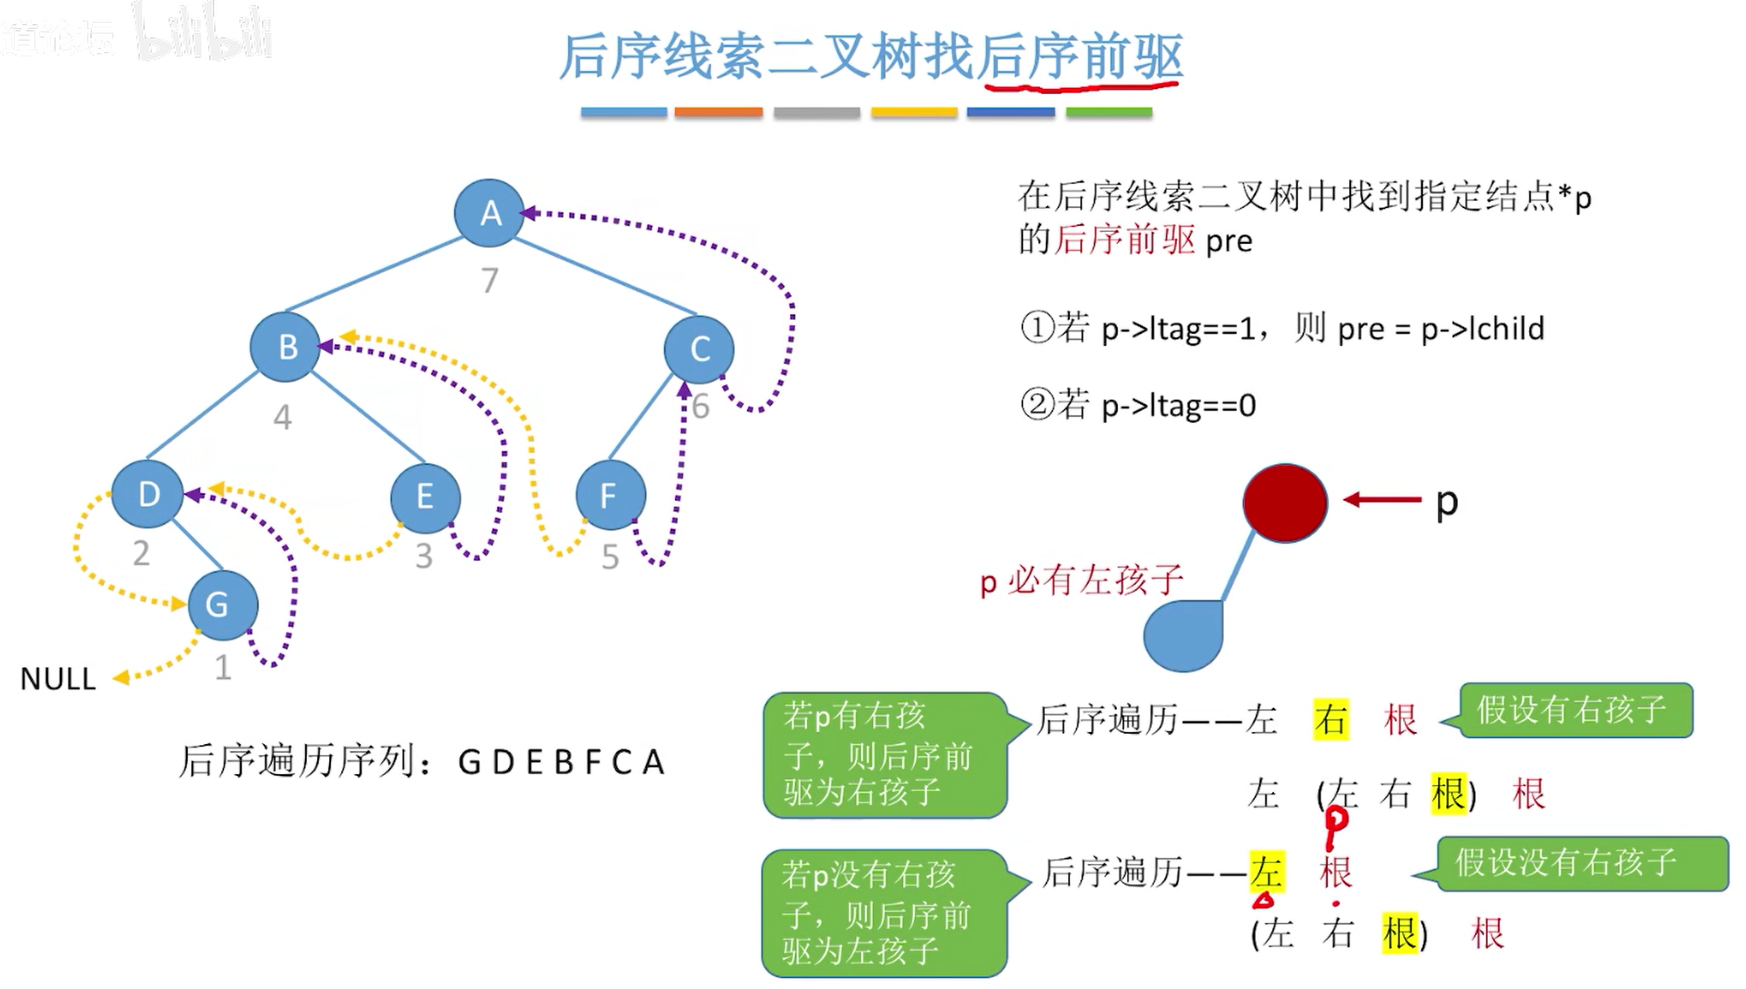 道论坛 bilibili
后序线索二叉树找后序前驱
A
7
B
4
C
6
D
2
E
3
F
5
G
1
NULL
后序遍历序列：G D E B F C A
在后序线索二叉树中找到指定结点*p
的后序前驱 pre
①若 p->ltag==1，则 pre = p->lchild
②若 p->ltag==0
p
p 必有左孩子
若p有右孩
子，则后序前
驱为右孩子
后序遍历——左 右 根
假设有右孩子
左 (左 右 根) 根
p
若p没有右孩
子，则后序前
驱为左孩子
后序遍历——左 根
假设没有右孩子
(左 右 根) 根